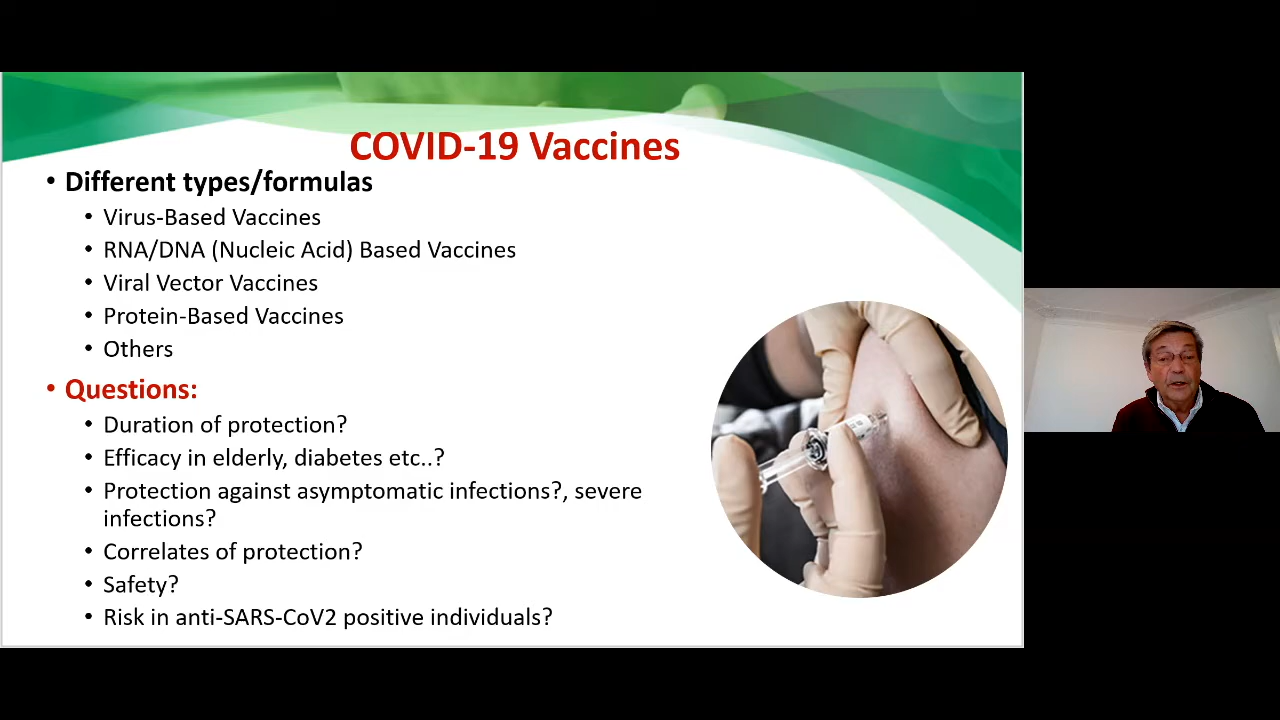 COVID-19 Vaccines
• Different types/formulas
• Virus-Based Vaccines
• RNA/DNA (Nucleic Acid) Based Vaccines
• Viral Vector Vaccines
• Protein-Based Vaccines
• Others
• Questions:
• Duration of protection?
• Efficacy in elderly, diabetes etc..?
• Protection against asymptomatic infections?, severe
infections?
• Correlates of protection?
• Safety?
• Risk in anti-SARS-CoV2 positive individuals?